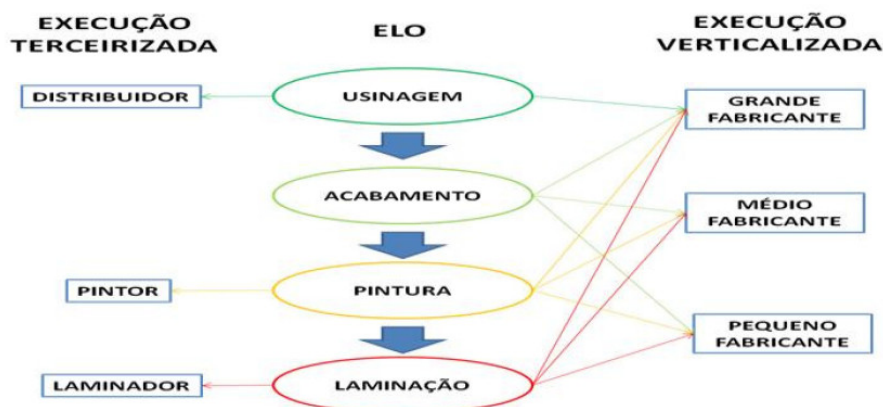 EXECUÇÃO
TERCEIRIZADA
ELO
EXECUÇÃO
VERTICALIZADA
DISTRIBUIDOR
USINAGEM
GRANDE
FABRICANTE
ACABAMENTO
MÉDIO
FABRICANTE
PINTOR
PINTURA
PEQUENO
FABRICANTE
LAMINADOR
LAMINAÇÃO